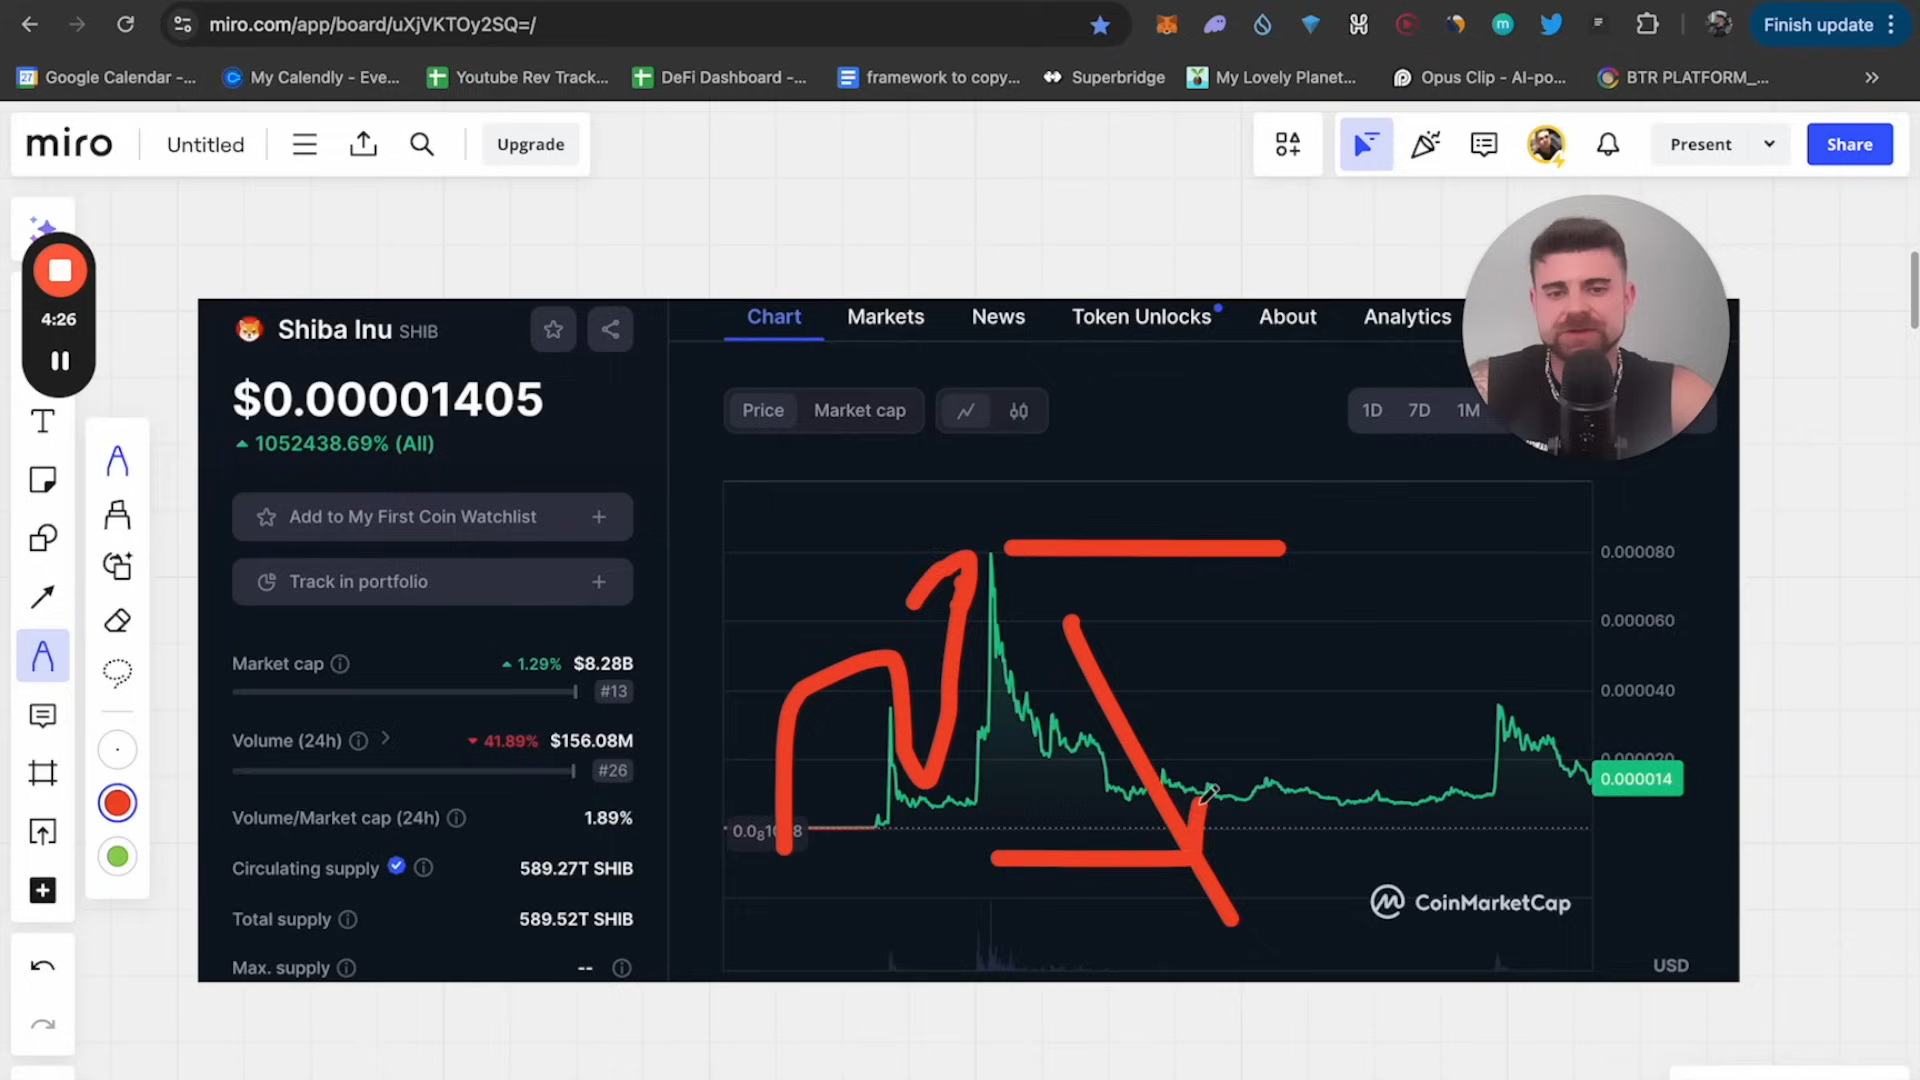 miro.com/app/board/uXjVKTOy2SQ=/
Finish update
27
Google Calendar -...
My Calendly - Eve...
Youtube Rev Track...
DeFi Dashboard -...
framework to copy...
Superbridge
My Lovely Planet...
Opus Clip - AI-po...
BTR PLATFORM_...
miro
Untitled
Upgrade
Present
Share
4:26
Shiba Inu SHIB
$0.00001405
1052438.69% (All)
Add to My First Coin Watchlist
Track in portfolio
Market cap
1.29% $8.28B
#13
Volume (24h)
41.89% $156.08M
#26
Volume/Market cap (24h)
1.89%
Circulating supply
589.27T SHIB
Total supply
589.52T SHIB
Max. supply
--
Chart
Markets
News
Token Unlocks
About
Analytics
Price
Market cap
1D
7D
1M
0.000080
0.000060
0.000040
0.000020
0.000014
CoinMarketCap
USD